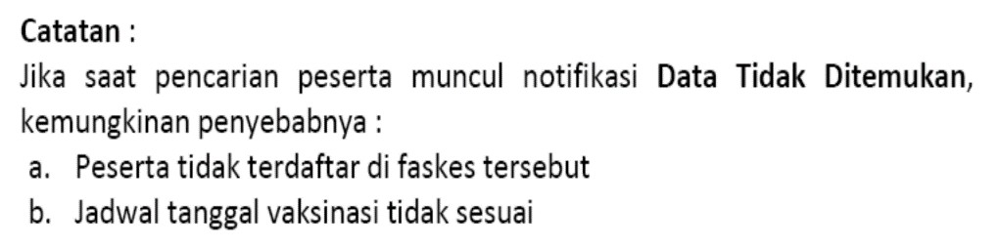 Catatan :
Jika saat pencarian peserta muncul notifikasi Data Tidak Ditemukan,
kemungkinan penyebabnya :
a. Peserta tidak terdaftar di faskes tersebut
b. Jadwal tanggal vaksinasi tidak sesuai